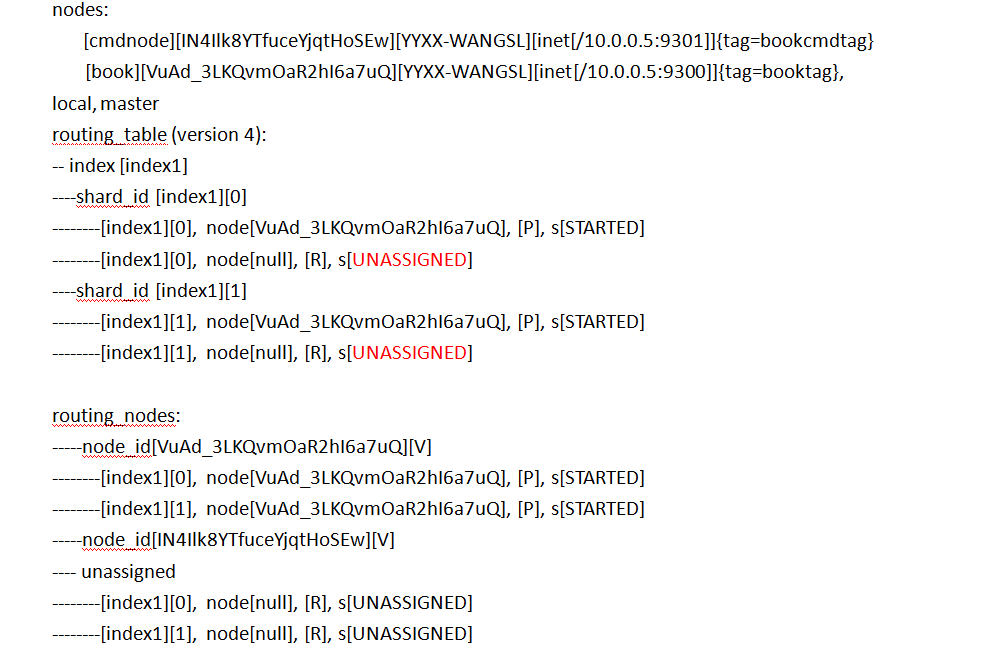 nodes:
[cmdnode][IN4Ilk8YTfuceYjqtHoSEw][YYXX-WANGSL][inet[/10.0.0.5:9301]]{tag=bookcmdtag}
[book][VuAd_3LKQvmOaR2hI6a7uQ][YYXX-WANGSL][inet[/10.0.0.5:9300]]{tag=booktag},
local, master
routing_table (version 4):
-- index [index1]
----shard_id [index1][0]
--------[index1][0], node[VuAd_3LKQvmOaR2hI6a7uQ], [P], s[STARTED]
--------[index1][0], node[null], [R], s[UNASSIGNED]
----shard_id [index1][1]
--------[index1][1], node[VuAd_3LKQvmOaR2hI6a7uQ], [P], s[STARTED]
--------[index1][1], node[null], [R], s[UNASSIGNED]
routing_nodes:
-----node_id[VuAd_3LKQvmOaR2hI6a7uQ][V]
--------[index1][0], node[VuAd_3LKQvmOaR2hI6a7uQ], [P], s[STARTED]
--------[index1][1], node[VuAd_3LKQvmOaR2hI6a7uQ], [P], s[STARTED]
-----node_id[IN4Ilk8YTfuceYjqtHoSEw][V]
---- unassigned
--------[index1][0], node[null], [R], s[UNASSIGNED]
--------[index1][1], node[null], [R], s[UNASSIGNED]